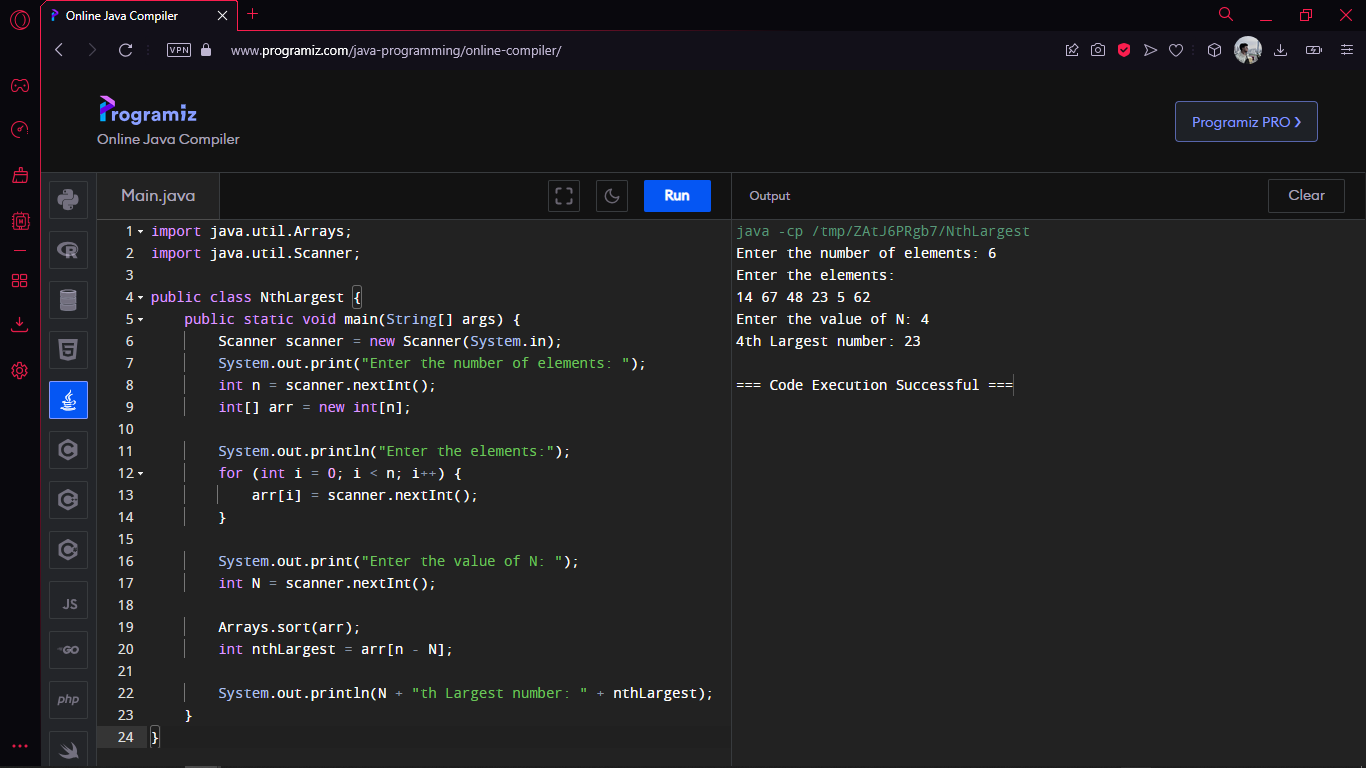 Online Java Compiler
VPN
www.programiz.com/java-programming/online-compiler/
Programiz
Online Java Compiler
Programiz PRO ❯
Main.java
Run
Output
Clear
1 import java.util.Arrays;
2 import java.util.Scanner;
3
4 public class NthLargest {
5     public static void main(String[] args) {
6         Scanner scanner = new Scanner(System.in);
7         System.out.print("Enter the number of elements: ");
8         int n = scanner.nextInt();
9         int[] arr = new int[n];
10
11         System.out.println("Enter the elements:");
12         for (int i = 0; i < n; i++) {
13             arr[i] = scanner.nextInt();
14         }
15
16         System.out.print("Enter the value of N: ");
17         int N = scanner.nextInt();
18
19         Arrays.sort(arr);
20         int nthLargest = arr[n - N];
21
22         System.out.println(N + "th Largest number: " + nthLargest);
23     }
24 }
java -cp /tmp/ZAtJ6PRgb7/NthLargest
Enter the number of elements: 6
Enter the elements:
14 67 48 23 5 62
Enter the value of N: 4
4th Largest number: 23
=== Code Execution Successful ===
JS
GO
php